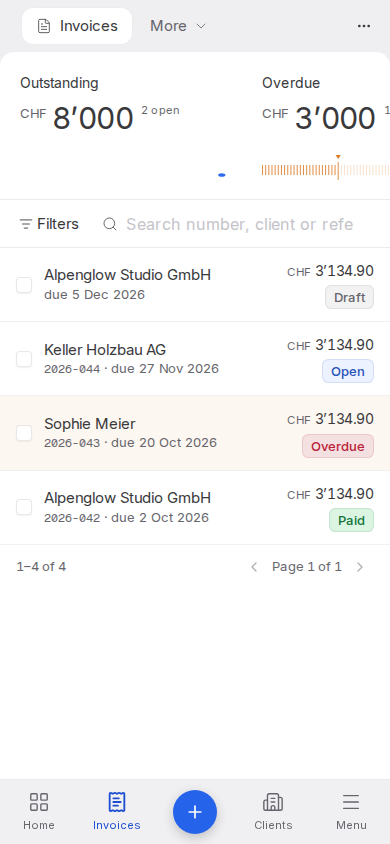 Invoices More
Outstanding
CHF 8’000 2 open
Overdue
CHF 3’000 1
Filters
Search number, client or refe
Alpenglow Studio GmbH
due 5 Dec 2026
CHF 3’134.90
Draft
Keller Holzbau AG
2026-044 · due 27 Nov 2026
CHF 3’134.90
Open
Sophie Meier
2026-043 · due 20 Oct 2026
CHF 3’134.90
Overdue
Alpenglow Studio GmbH
2026-042 · due 2 Oct 2026
CHF 3’134.90
Paid
1–4 of 4
Page 1 of 1
Home Invoices Clients Menu